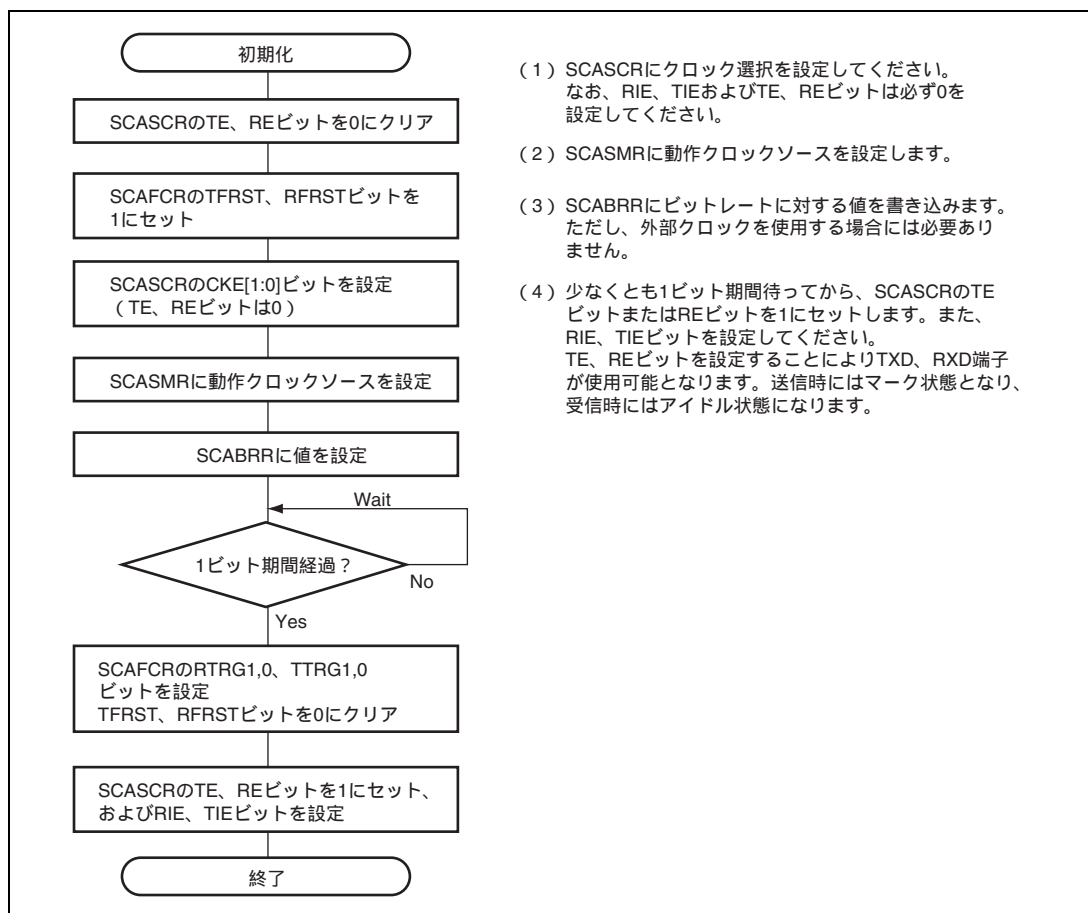 初期化
SCASCRのTE、REビットを0にクリア
SCAFCRのTFRST、RFRSTビットを
1にセット
SCASCRのCKE[1:0]ビットを設定
（TE、REビットは0）
SCASMRに動作クロックソースを設定
SCABRRに値を設定
Wait
1ビット期間経過？
No
Yes
SCAFCRのRTRG1,0、TTRG1,0
ビットを設定
TFRST、RFRSTビットを0にクリア
SCASCRのTE、REビットを1にセット、
およびRIE、TIEビットを設定
終了
（1）SCASCRにクロック選択を設定してください。
なお、RIE、TIEおよびTE、REビットは必ず0を
設定してください。
（2）SCASMRに動作クロックソースを設定します。
（3）SCABRRにビットレートに対する値を書き込みます。
ただし、外部クロックを使用する場合には必要あり
ません。
（4）少なくとも1ビット期間待ってから、SCASCRのTE
ビットまたはREビットを1にセットします。また、
RIE、TIEビットを設定してください。
TE、REビットを設定することによりTXD、RXD端子
が使用可能となります。送信時にはマーク状態となり、
受信時にはアイドル状態になります。